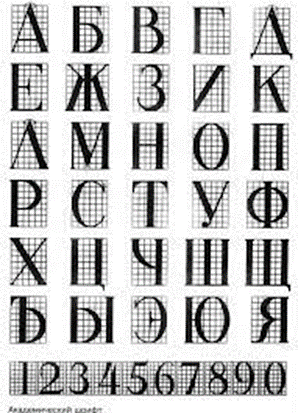 А Б В Г Д
Е Ж З И К
Л М Н О П
Р С Т У Ф
Х Ц Ч Ш Щ
Ъ Ы Э Ю Я
1234567890
Академический шрифт